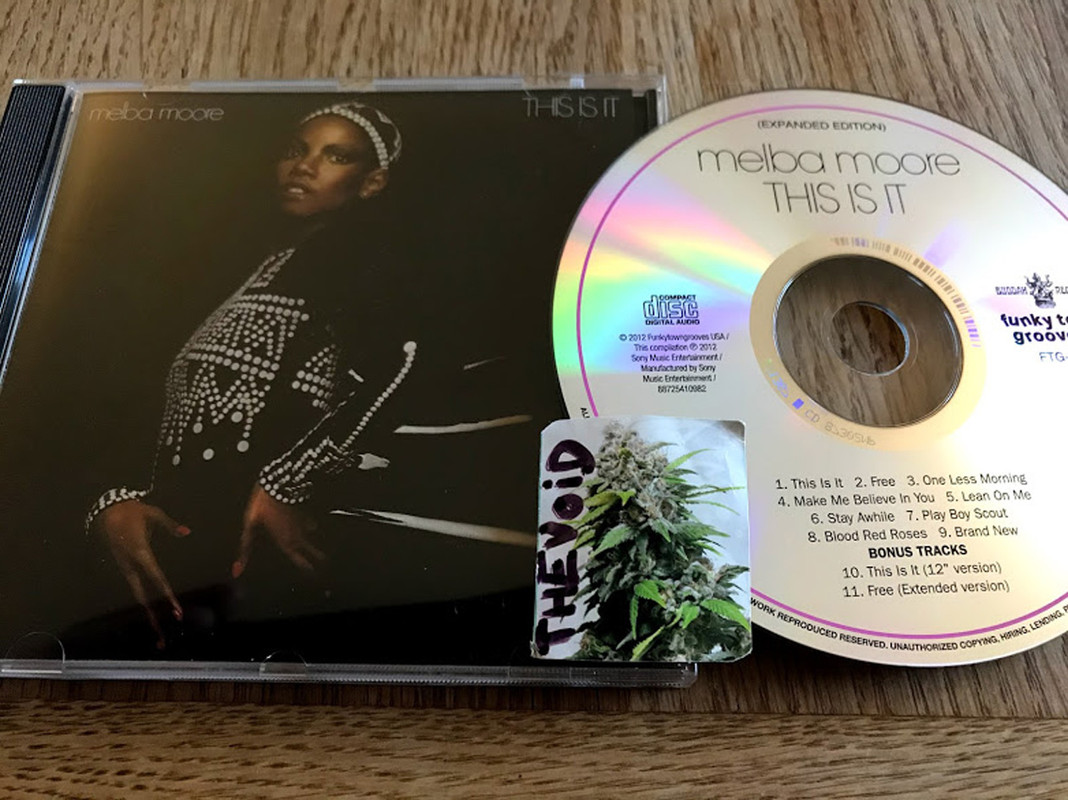 melba moore
THIS IS IT
(EXPANDED EDITION)
melba moore
THIS IS IT
COMPACT
disc
DIGITAL AUDIO
© 2012 Funkytowngrooves USA /
This compilation ℗ 2012
Sony Music Entertainment /
Manufactured by Sony
Music Entertainment /
88725410982
BUDDAH
funky
groov
FTG-
THEVOiD
1. This Is It 2. Free 3. One Less Morning
4. Make Me Believe In You 5. Lean On Me
6. Stay Awhile 7. Play Boy Scout
8. Blood Red Roses 9. Brand New
BONUS TRACKS
10. This Is It (12" version)
11. Free (Extended version)
WORK REPRODUCED RESERVED. UNAUTHORIZED COPYING, HIRING, LENDING,